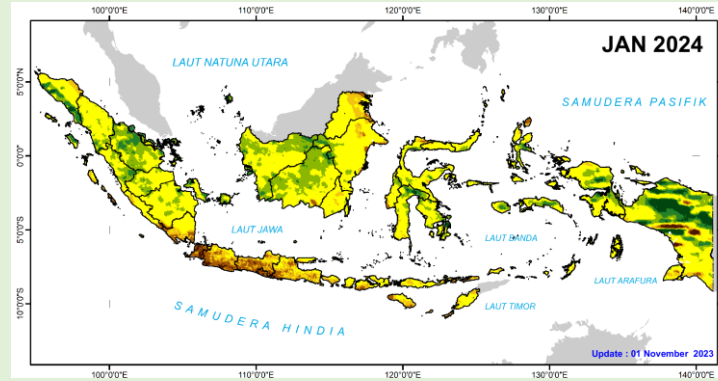 100°0'0"E 110°0'0"E 120°0'0"E 130°0'0"E 140°0'0"E
JAN 2024
LAUT NATUNA UTARA
5°0'0"N
SAMUDERA PASIFIK
0°0'0"
LAUT JAWA
LAUT BANDA
5°0'0"S
LAUT ARAFURA
10°0'0"S
SAMUDERA HINDIA
LAUT TIMOR
Update : 01 November 2023
100°0'0"E 110°0'0"E 120°0'0"E 130°0'0"E 140°0'0"E